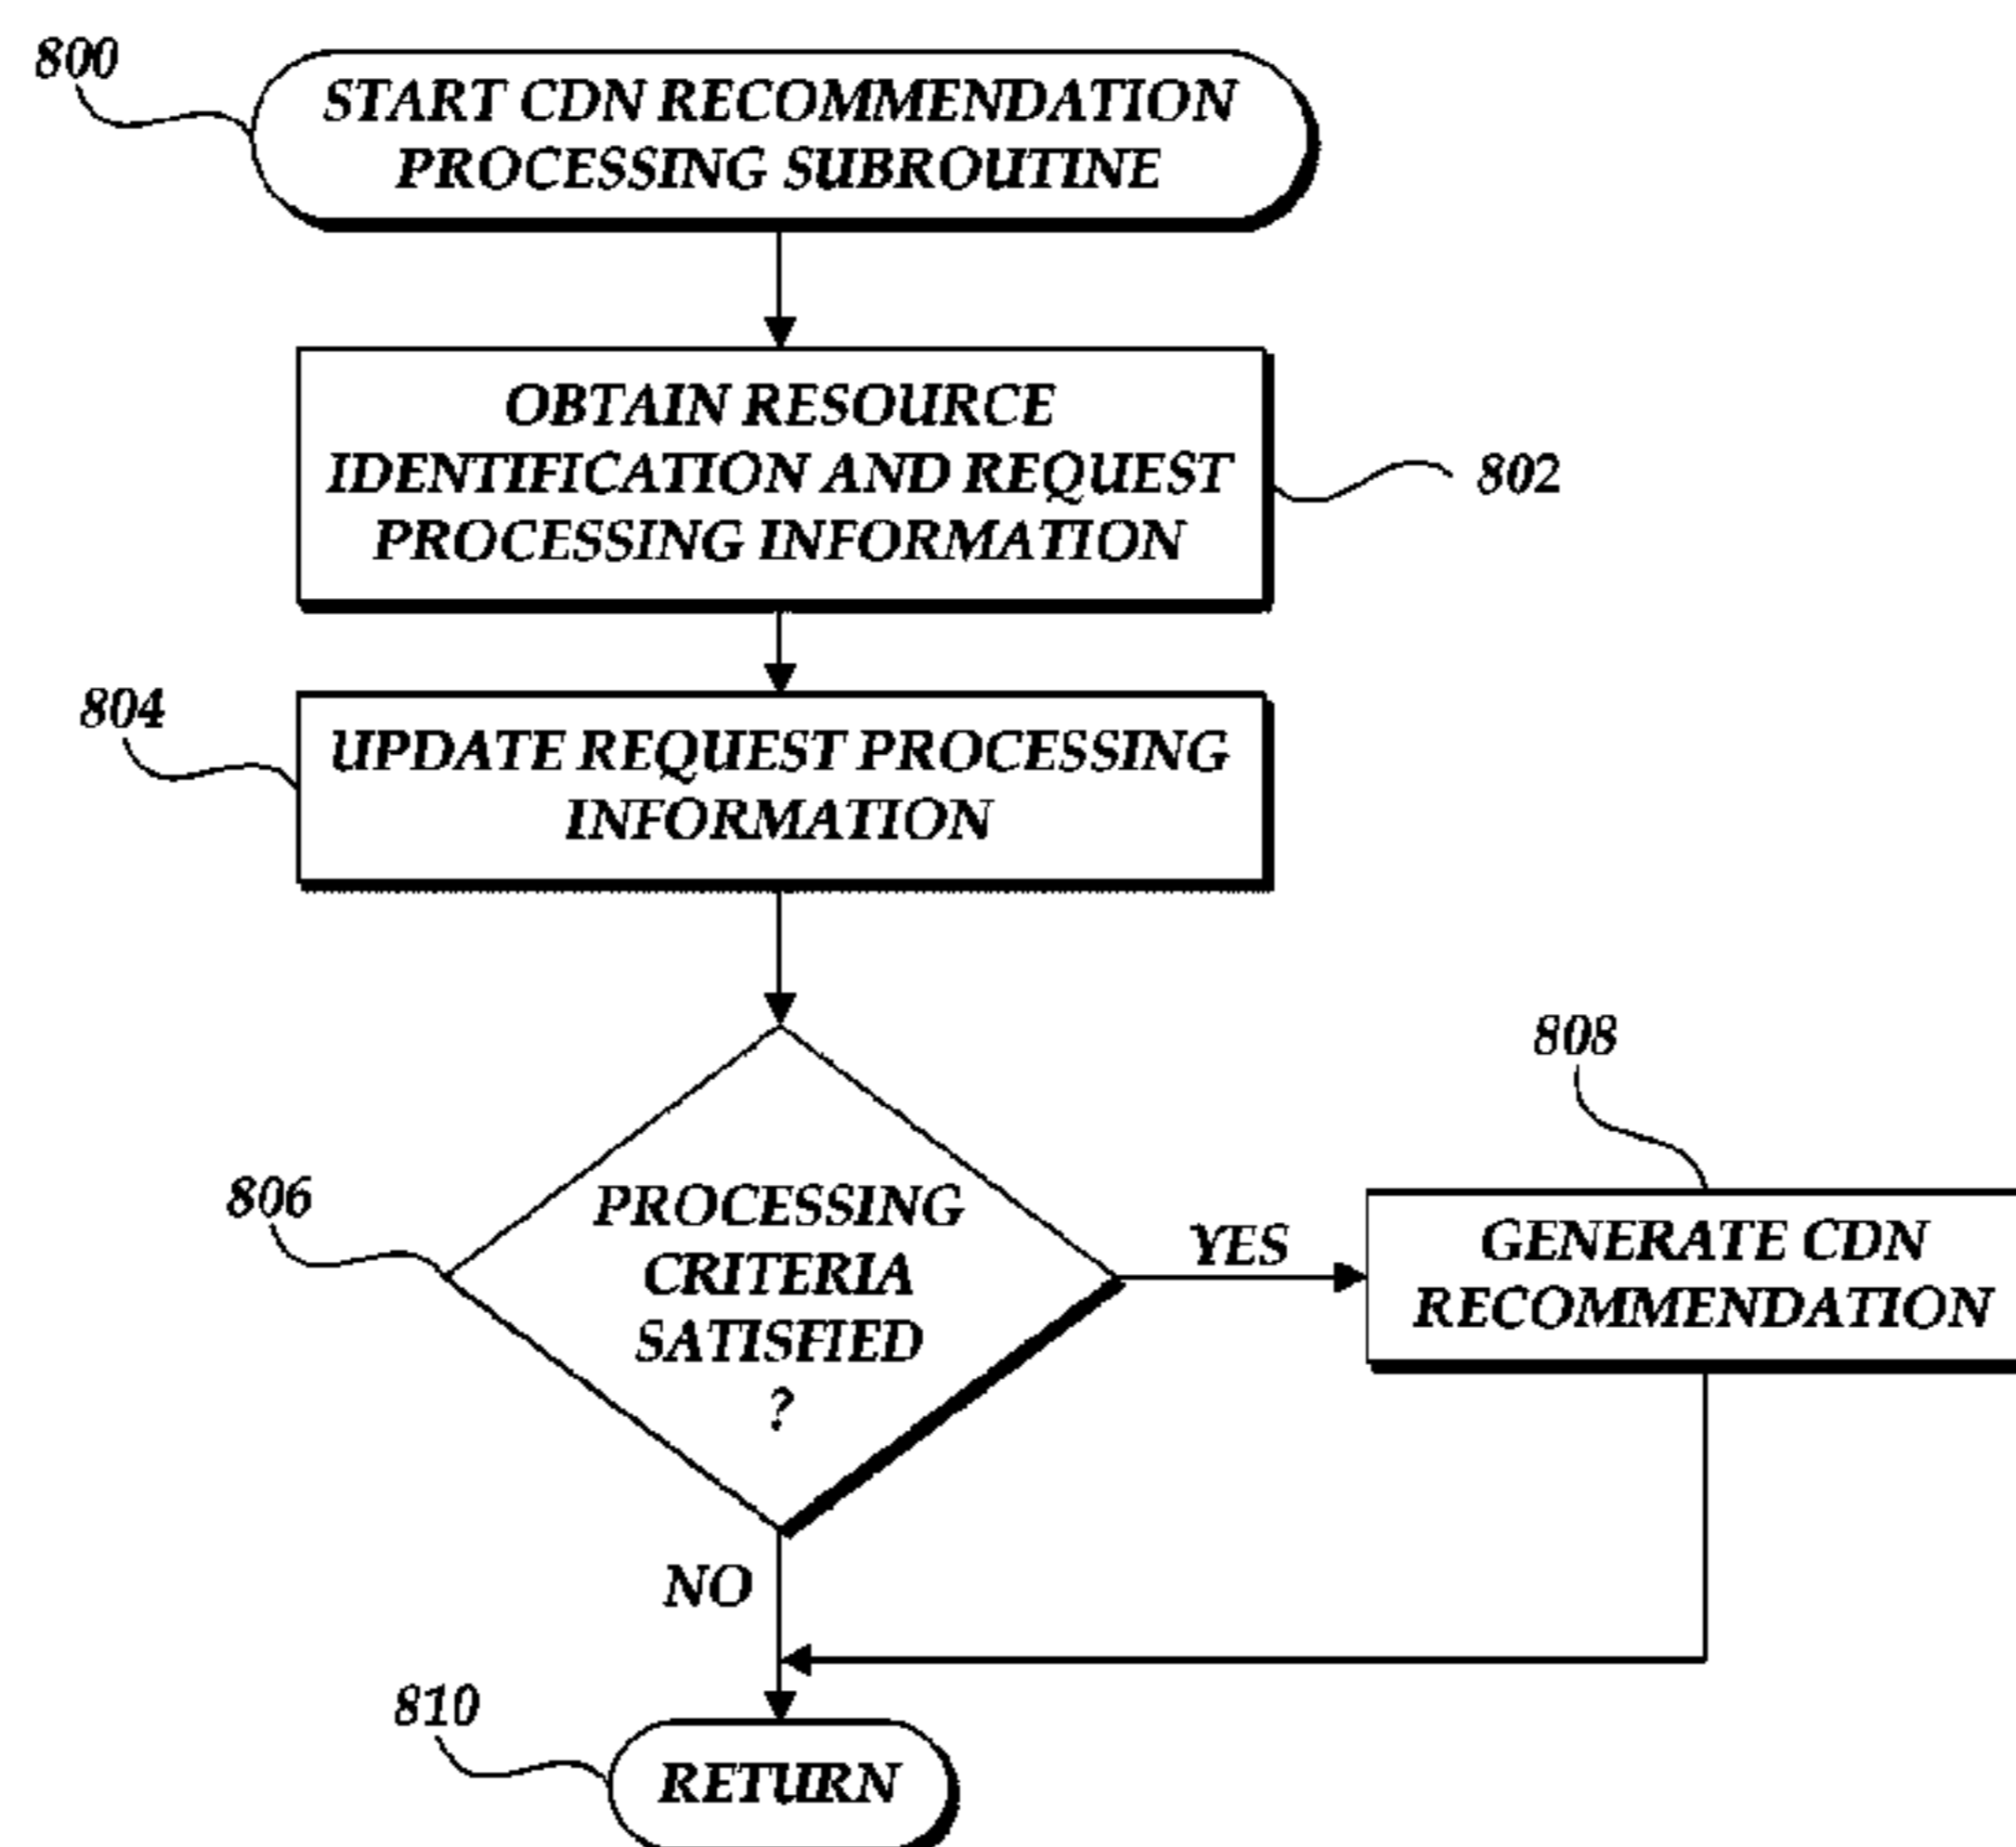 800
START CDN RECOMMENDATION
PROCESSING SUBROUTINE
OBTAIN RESOURCE
IDENTIFICATION AND REQUEST
PROCESSING INFORMATION
802
804
UPDATE REQUEST PROCESSING
INFORMATION
806
PROCESSING
CRITERIA
SATISFIED
?
YES
808
GENERATE CDN
RECOMMENDATION
NO
810
RETURN